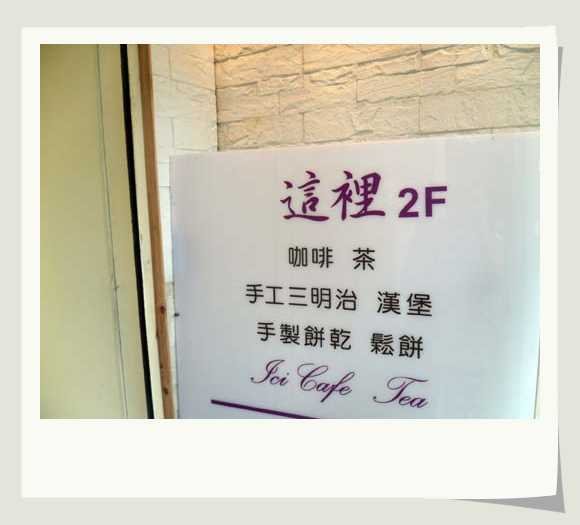 這裡 2F
咖啡 茶
手工三明治 漢堡
手製餅乾 鬆餅
Ici Cafe Tea